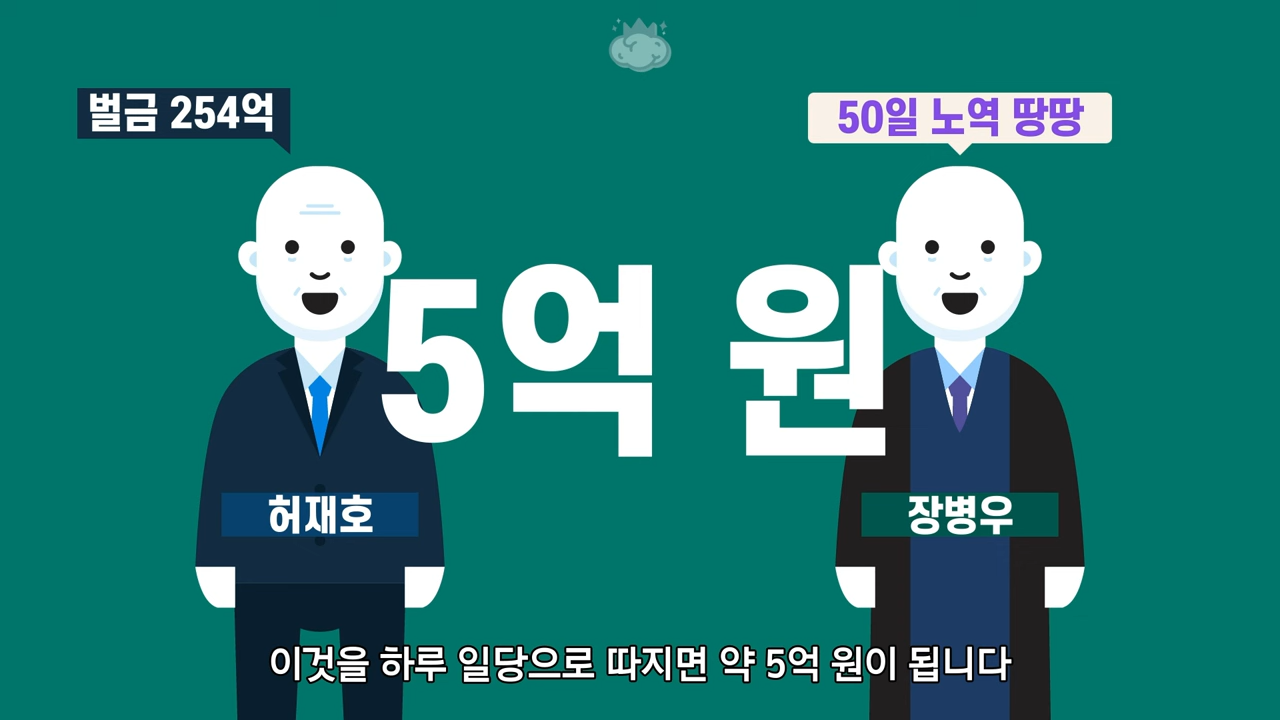 벌금 254억
50일 노역 땅땅
5억 원
허재호
장병우
이것을 하루 일당으로 따지면 약 5억 원이 됩니다